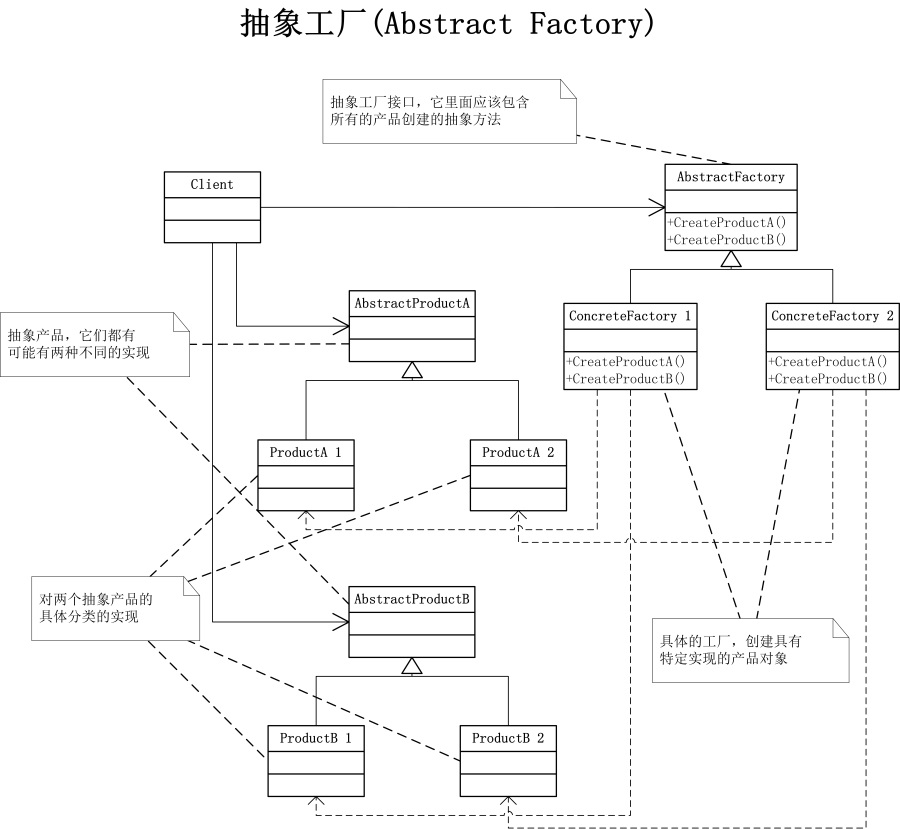 抽象工厂(Abstract Factory)
抽象工厂接口，它里面应该包含
所有的产品创建的抽象方法
Client
AbstractFactory
+CreateProductA()
+CreateProductB()
AbstractProductA
ConcreteFactory 1
+CreateProductA()
+CreateProductB()
ConcreteFactory 2
+CreateProductA()
+CreateProductB()
抽象产品，它们都有
可能有两种不同的实现
ProductA 1
ProductA 2
对两个抽象产品的
具体分类的实现
AbstractProductB
具体的工厂，创建具有
特定实现的产品对象
ProductB 1
ProductB 2